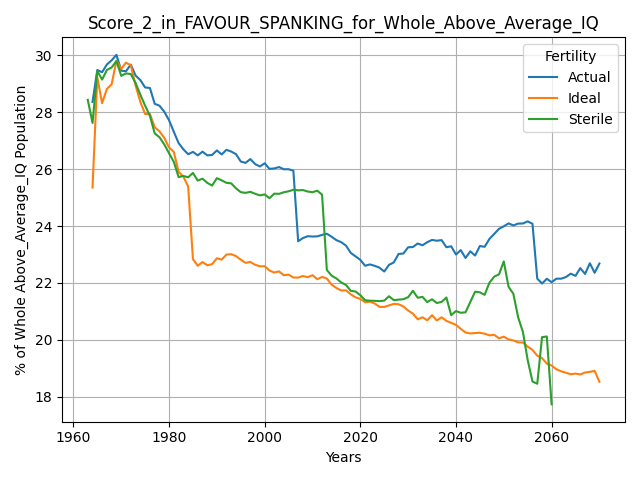 Score_2_in_FAVOUR_SPANKING_for_Whole_Above_Average_IQ
% of Whole Above_Average_IQ Population
30
28
26
24
22
20
18
Fertility
Actual
Ideal
Sterile
1960 1980 2000 2020 2040 2060
Years